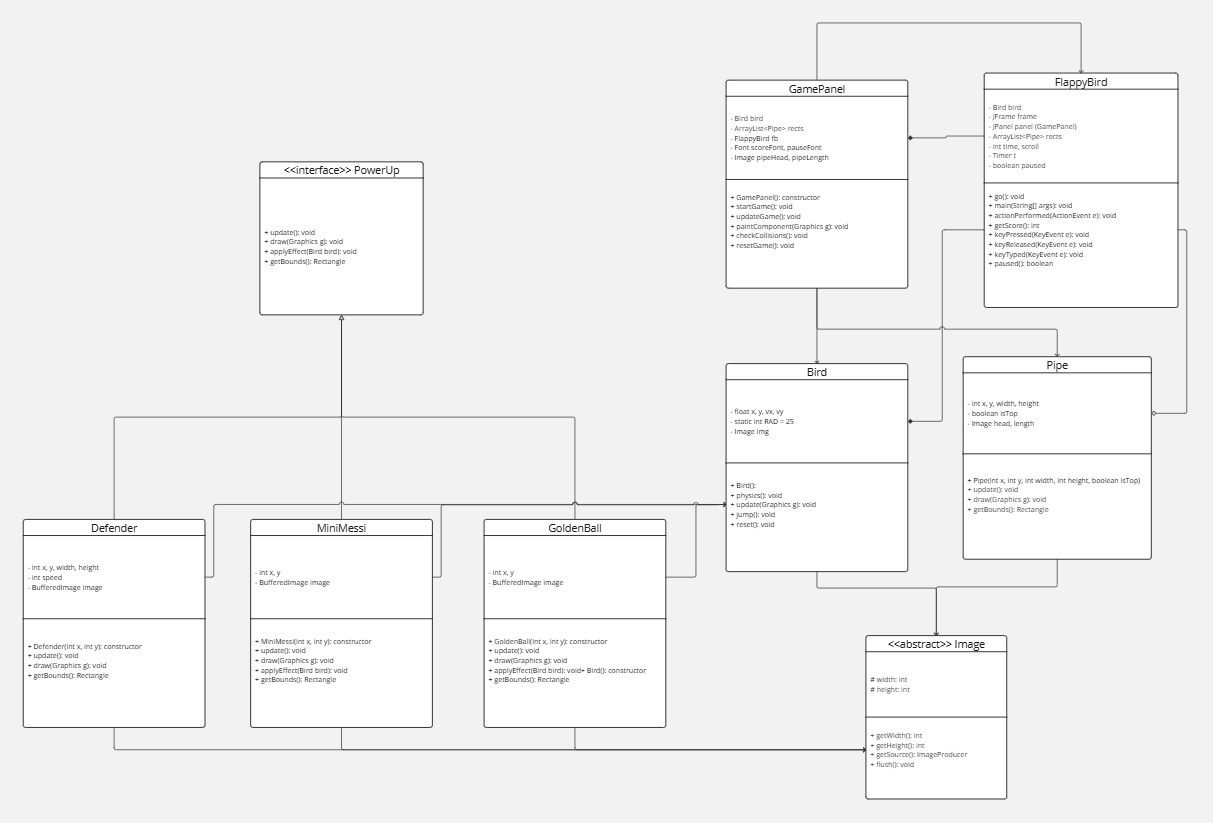 GamePanel
- Bird bird
- ArrayList<Pipe> rects
- FlappyBird fb
- Font scoreFont, pauseFont
- Image pipeHead, pipeLength
+ GamePanel(): constructor
+ startGame(): void
+ updateGame(): void
+ paintComponent(Graphics g): void
+ checkCollisions(): void
+ resetGame(): void
FlappyBird
- Bird bird
- JFrame frame
- JPanel panel (GamePanel)
- ArrayList<Pipe> rects
- int time, scroll
- Timer t
- boolean paused
+ go(): void
+ main(String[] args): void
+ actionPerformed(ActionEvent e): void
+ getScore(): int
+ keyPressed(KeyEvent e): void
+ keyReleased(KeyEvent e): void
+ keyTyped(KeyEvent e): void
+ paused(): boolean
<<interface>> PowerUp
+ update(): void
+ draw(Graphics g): void
+ applyEffect(Bird bird): void
+ getBounds(): Rectangle
Bird
- float x, y, vx, vy
- static int RAD = 25
- Image img
+ Bird():
+ physics(): void
+ update(Graphics g): void
+ jump(): void
+ reset(): void
Pipe
- int x, y, width, height
- boolean isTop
- Image head, length
+ Pipe(int x, int y, int width, int height, boolean isTop)
+ update(): void
+ draw(Graphics g): void
+ getBounds(): Rectangle
Defender
- int x, y, width, height
- int speed
- BufferedImage image
+ Defender(int x, int y): constructor
+ update(): void
+ draw(Graphics g): void
+ getBounds(): Rectangle
MiniMessi
- int x, y
- BufferedImage image
+ MiniMessi(int x, int y): constructor
+ update(): void
+ draw(Graphics g): void
+ applyEffect(Bird bird): void
+ getBounds(): Rectangle
GoldenBall
- int x, y
- BufferedImage image
+ GoldenBall(int x, int y): constructor
+ update(): void
+ draw(Graphics g): void
+ applyEffect(Bird bird): void+ Bird(): constructor
+ getBounds(): Rectangle
<<abstract>> Image
# width: int
# height: int
+ getWidth(): int
+ getHeight(): int
+ getSource(): ImageProducer
+ flush(): void